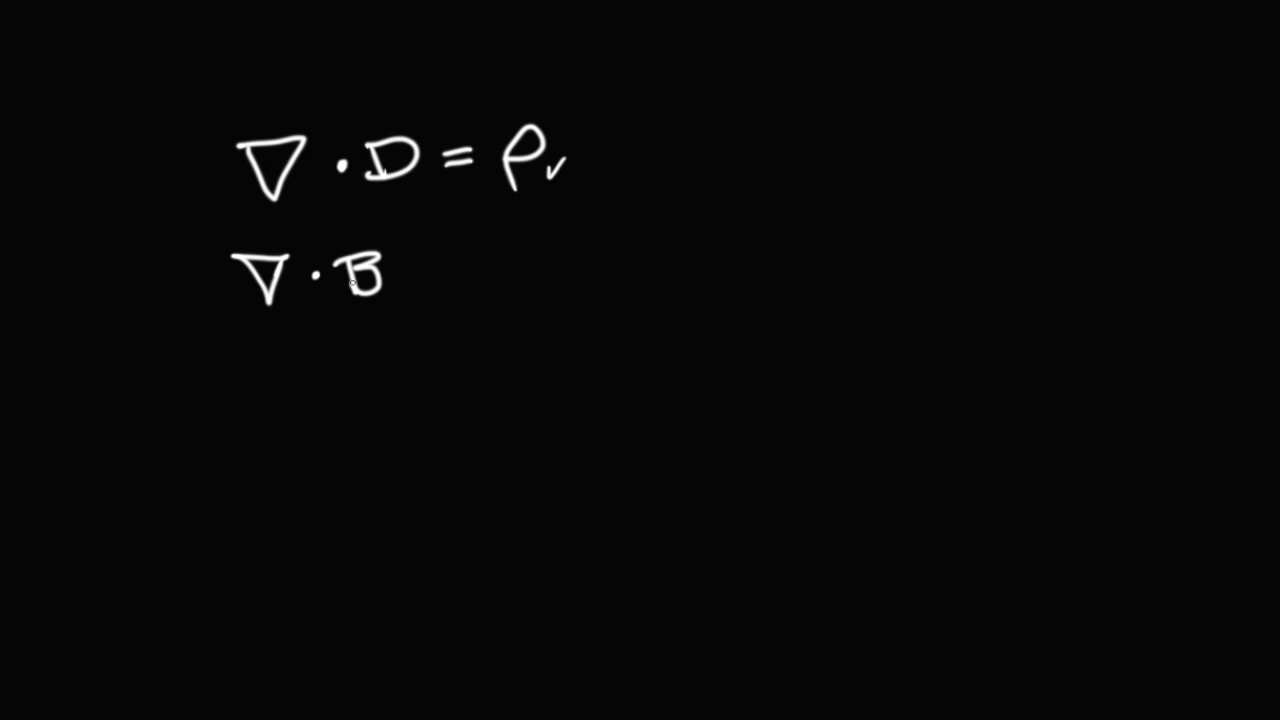 ∇ · D = ρᵥ
∇ · B